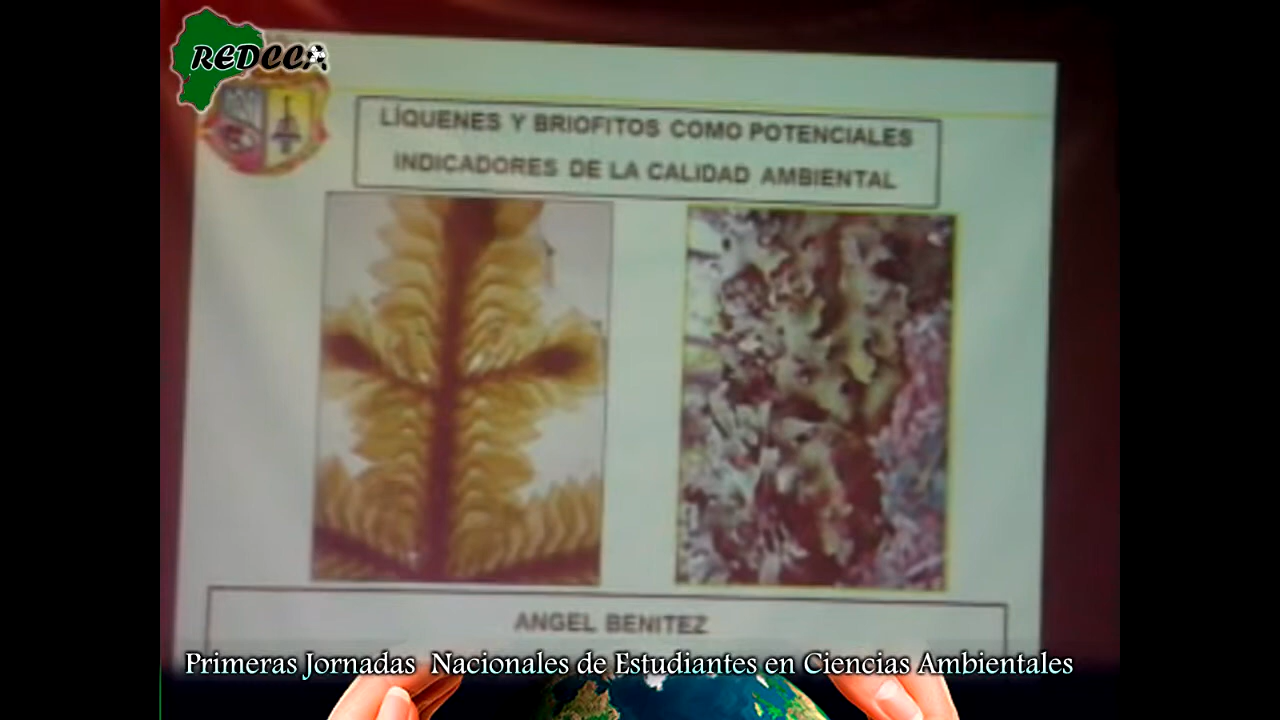 REDCCA
LÍQUENES Y BRIOFITOS COMO POTENCIALES
INDICADORES DE LA CALIDAD AMBIENTAL
ANGEL BENITEZ
Primeras Jornadas Nacionales de Estudiantes en Ciencias Ambientales